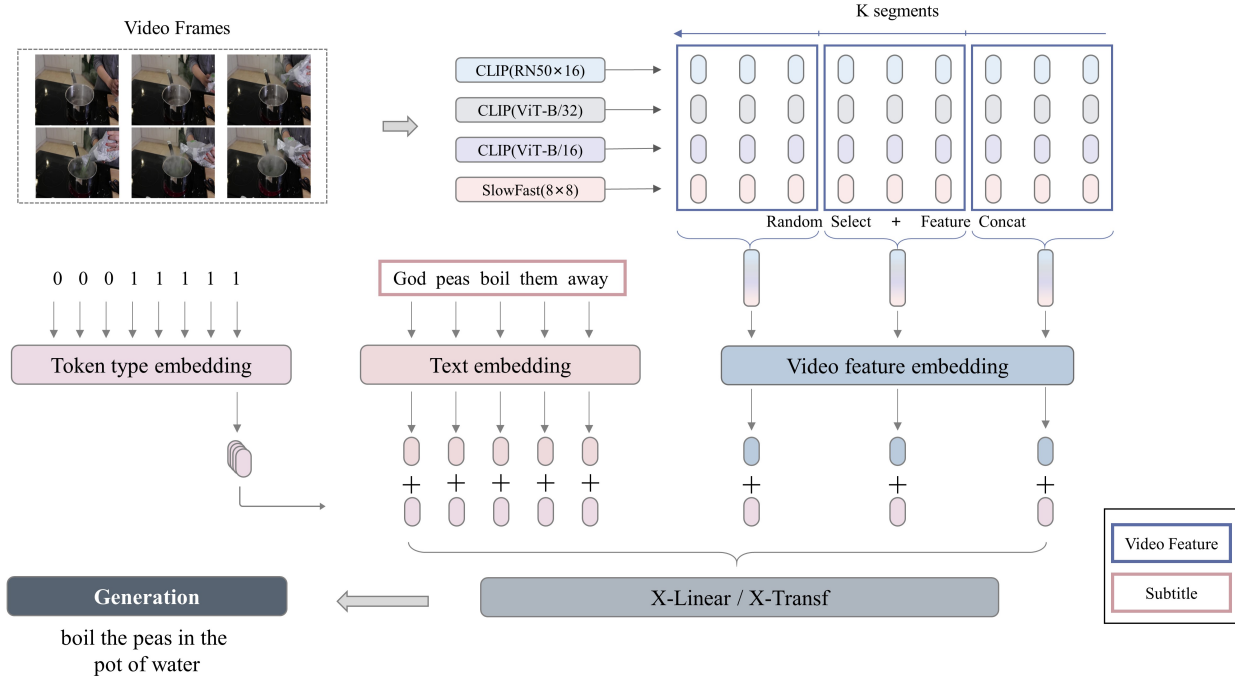 Video Frames
K segments
CLIP(RN50×16)
CLIP(ViT-B/32)
CLIP(ViT-B/16)
SlowFast(8×8)
Random Select + Feature Concat
0 0 0 1 1 1 1 1
God peas boil them away
Token type embedding
Text embedding
Video feature embedding
+ + + + + + + +
Video Feature
Subtitle
Generation
X-Linear / X-Transf
boil the peas in the
pot of water